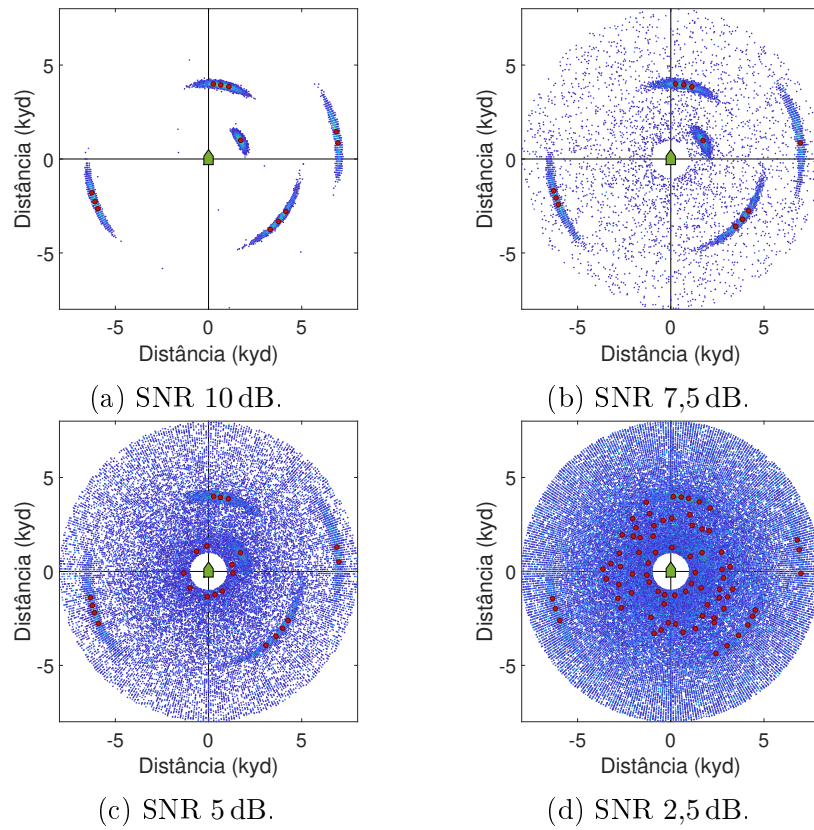 5
0
-5
Distância (kyd)
-5 0 5
Distância (kyd)
(a) SNR 10 dB.
5
0
-5
Distância (kyd)
-5 0 5
Distância (kyd)
(b) SNR 7,5 dB.
5
0
-5
Distância (kyd)
-5 0 5
Distância (kyd)
(c) SNR 5 dB.
5
0
-5
Distância (kyd)
-5 0 5
Distância (kyd)
(d) SNR 2,5 dB.